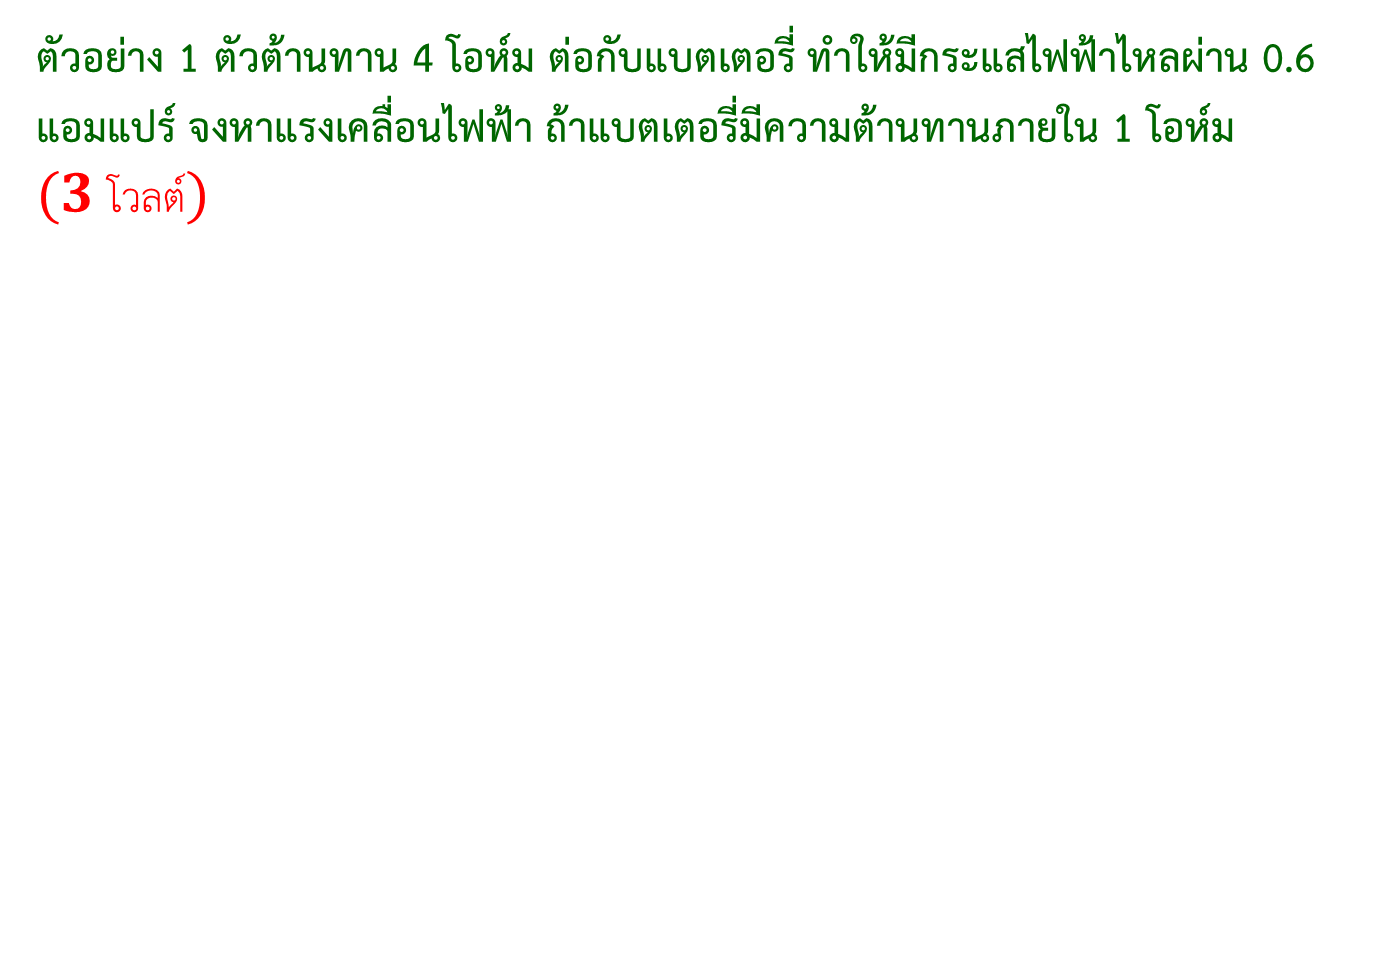 ตัวอย่าง 1 ตัวต้านทาน 4 โอห์ม ต่อกับแบตเตอรี่ ทำให้มีกระแสไฟฟ้าไหลผ่าน 0.6
แอมแปร์ จงหาแรงเคลื่อนไฟฟ้า ถ้าแบตเตอรี่มีความต้านทานภายใน 1 โอห์ม
(3 โวลต์)